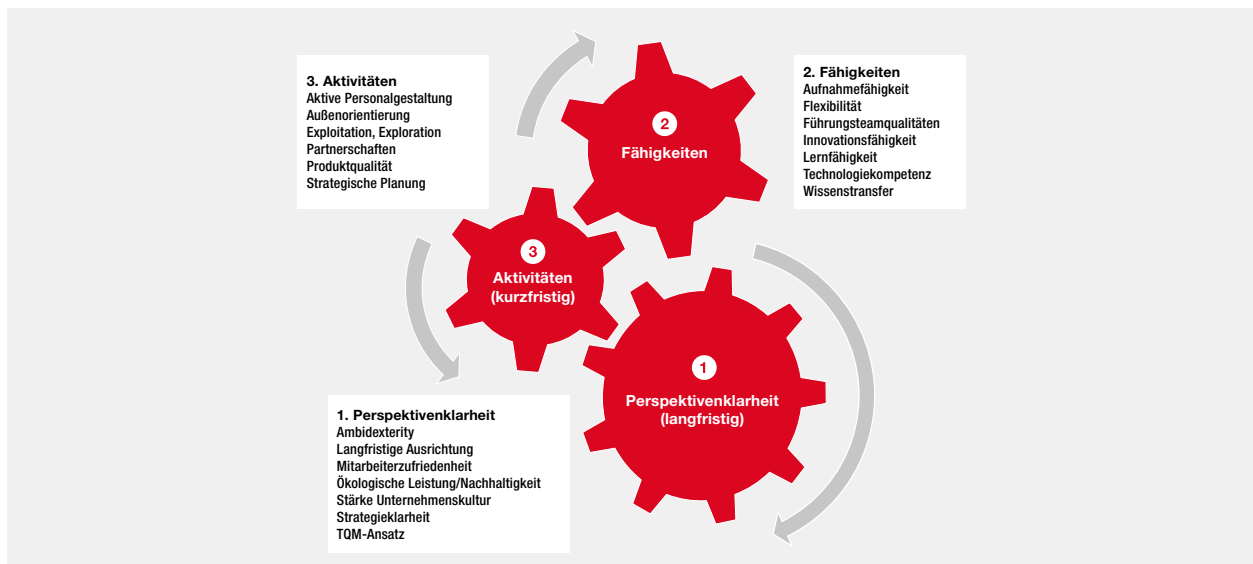 3. Aktivitäten
Aktive Personalgestaltung
Außenorientierung
Exploitation, Exploration
Partnerschaften
Produktqualität
Strategische Planung
2
Fähigkeiten
2. Fähigkeiten
Aufnahmefähigkeit
Flexibilität
Führungsteamqualitäten
Innovationsfähigkeit
Lernfähigkeit
Technologiekompetenz
Wissenstransfer
3
Aktivitäten
(kurzfristig)
1
Perspektivenklarheit
(langfristig)
1. Perspektivenklarheit
Ambidexterity
Langfristige Ausrichtung
Mitarbeiterzufriedenheit
Ökologische Leistung/Nachhaltigkeit
Stärke Unternehmenskultur
Strategieklarheit
TQM-Ansatz